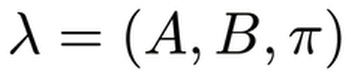 λ = (A, B, π)